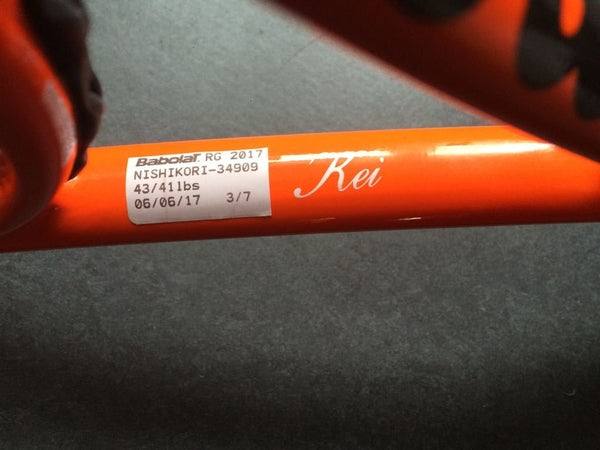 Babolat RG 2017
NISHIKORI-34909
43/41lbs
06/06/17 3/7
Kei